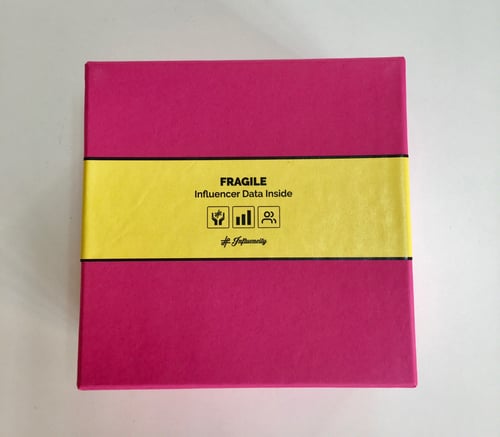 FRAGILE
Influencer Data Inside
Influencity